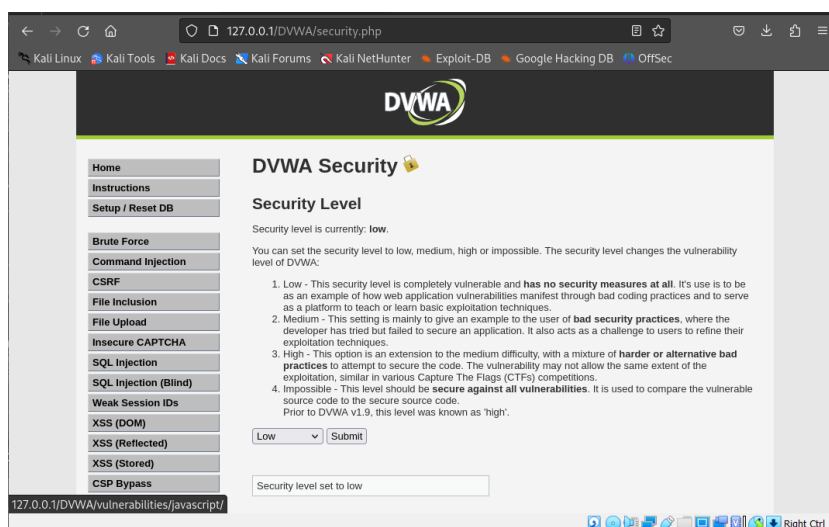 127.0.0.1/DVWA/security.php
Kali Linux Kali Tools Kali Docs Kali Forums Kali NetHunter Exploit-DB Google Hacking DB OffSec
DVWA
Home
Instructions
Setup / Reset DB
Brute Force
Command Injection
CSRF
File Inclusion
File Upload
Insecure CAPTCHA
SQL Injection
SQL Injection (Blind)
Weak Session IDs
XSS (DOM)
XSS (Reflected)
XSS (Stored)
CSP Bypass
DVWA Security
Security Level
Security level is currently: low.
You can set the security level to low, medium, high or impossible. The security level changes the vulnerability
level of DVWA:
1. Low - This security level is completely vulnerable and has no security measures at all. It's use is to be
as an example of how web application vulnerabilities manifest through bad coding practices and to serve
as a platform to teach or learn basic exploitation techniques.
2. Medium - This setting is mainly to give an example to the user of bad security practices, where the
developer has tried but failed to secure an application. It also acts as a challenge to users to refine their
exploitation techniques.
3. High - This option is an extension to the medium difficulty, with a mixture of harder or alternative bad
practices to attempt to secure the code. The vulnerability may not allow the same extent of the
exploitation, similar in various Capture The Flags (CTFs) competitions.
4. Impossible - This level should be secure against all vulnerabilities. It is used to compare the vulnerable
source code to the secure source code.
Prior to DVWA v1.9, this level was known as 'high'.
Low Submit
Security level set to low
127.0.0.1/DVWA/vulnerabilities/javascript/
Right Ctrl